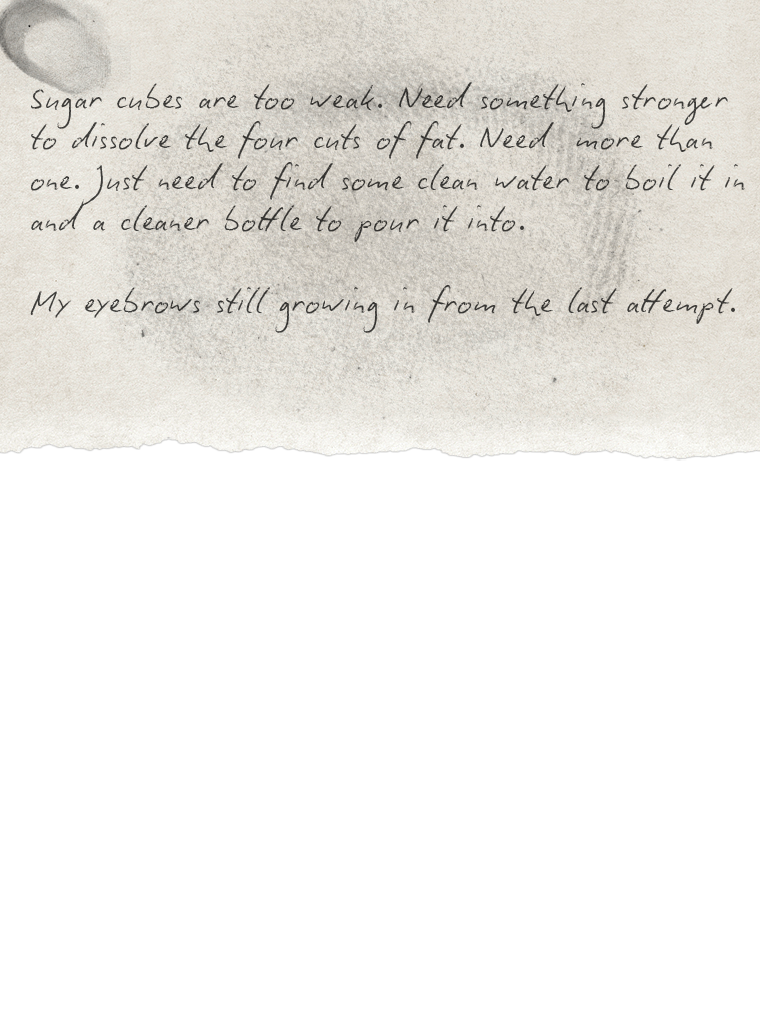 Sugar cubes are too weak. Need something stronger
to dissolve the four cuts of fat. Need more than
one. Just need to find some clean water to boil it in
and a cleaner bottle to pour it into.
My eyebrows still growing in from the last attempt.